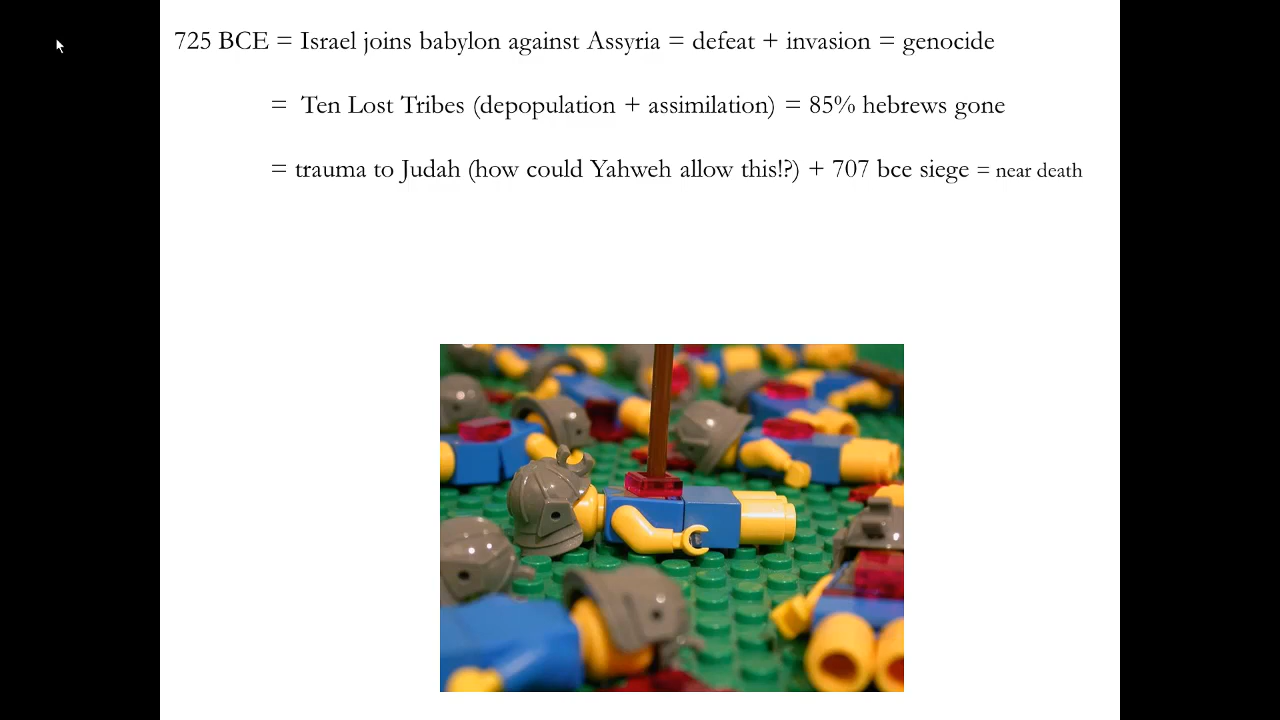 725 BCE = Israel joins babylon against Assyria = defeat + invasion = genocide
= Ten Lost Tribes (depopulation + assimilation) = 85% hebrews gone
= trauma to Judah (how could Yahweh allow this!?) + 707 bce siege = near death